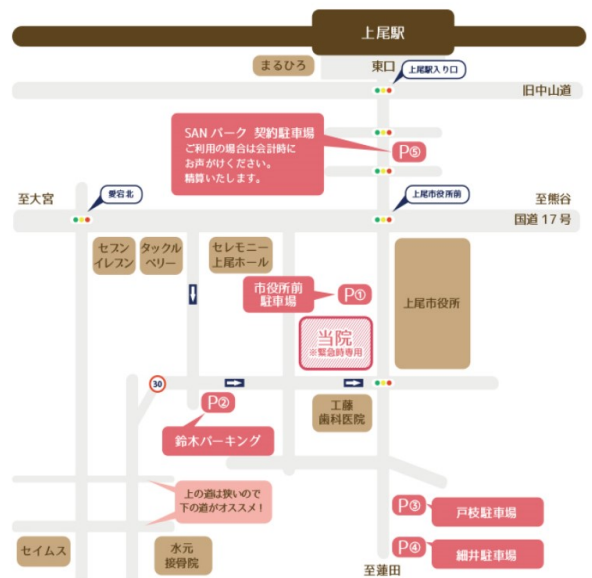 上尾駅
まるひろ
東口
上尾駅入り口
旧中山道
SANパーク 契約駐車場
ご利用の場合は会計時に
お声がけください。
精算いたします。
P⑤
至大宮
愛宕北
上尾市役所前
至熊谷
国道17号
セブン
イレブン
タックル
ベリー
セレモニー
上尾ホール
市役所前
駐車場
P①
上尾市役所
当院
※緊急時専用
30
P②
工藤
歯科医院
鈴木パーキング
上の道は狭いので
下の道がオススメ!
P③
戸枝駐車場
P④
細井駐車場
セイムス
水元
接骨院
至蓮田